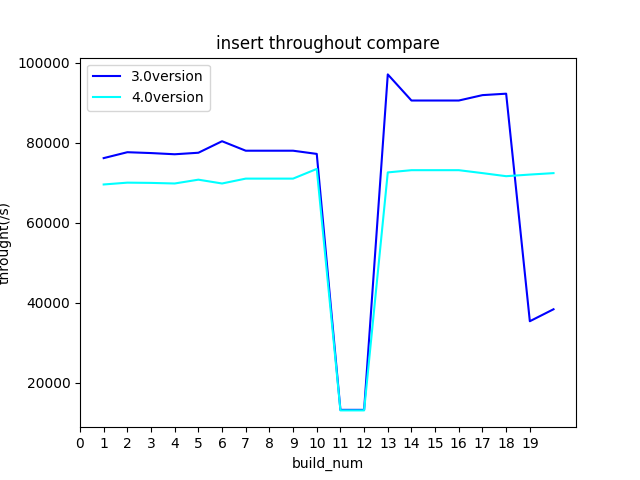 insert throughout compare
3.0version
4.0version
100000
80000
60000
40000
20000
throught(/s)
0 1 2 3 4 5 6 7 8 9 10 11 12 13 14 15 16 17 18 19
build_num